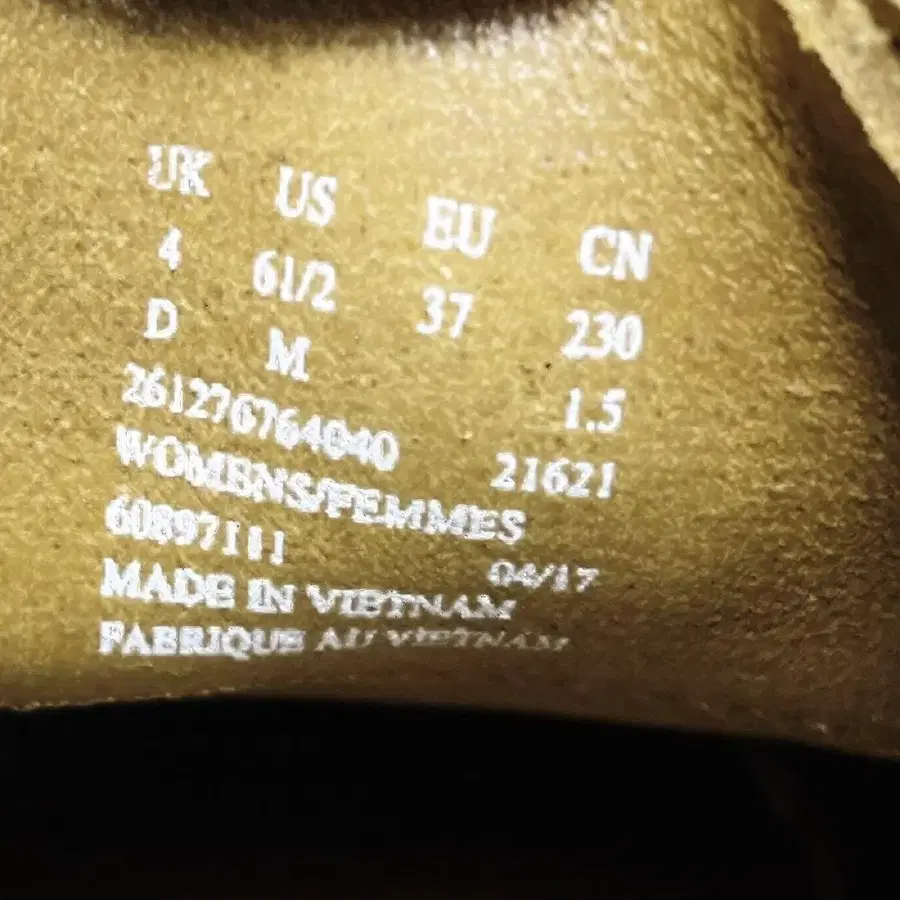 UK US EU CN
4 61/2 37 230
D M 1.5
261276764040 21621
WOMENS/FEMMES
60897111 04/17
MADE IN VIETNAM
FABRIQUE AU VIETNAM